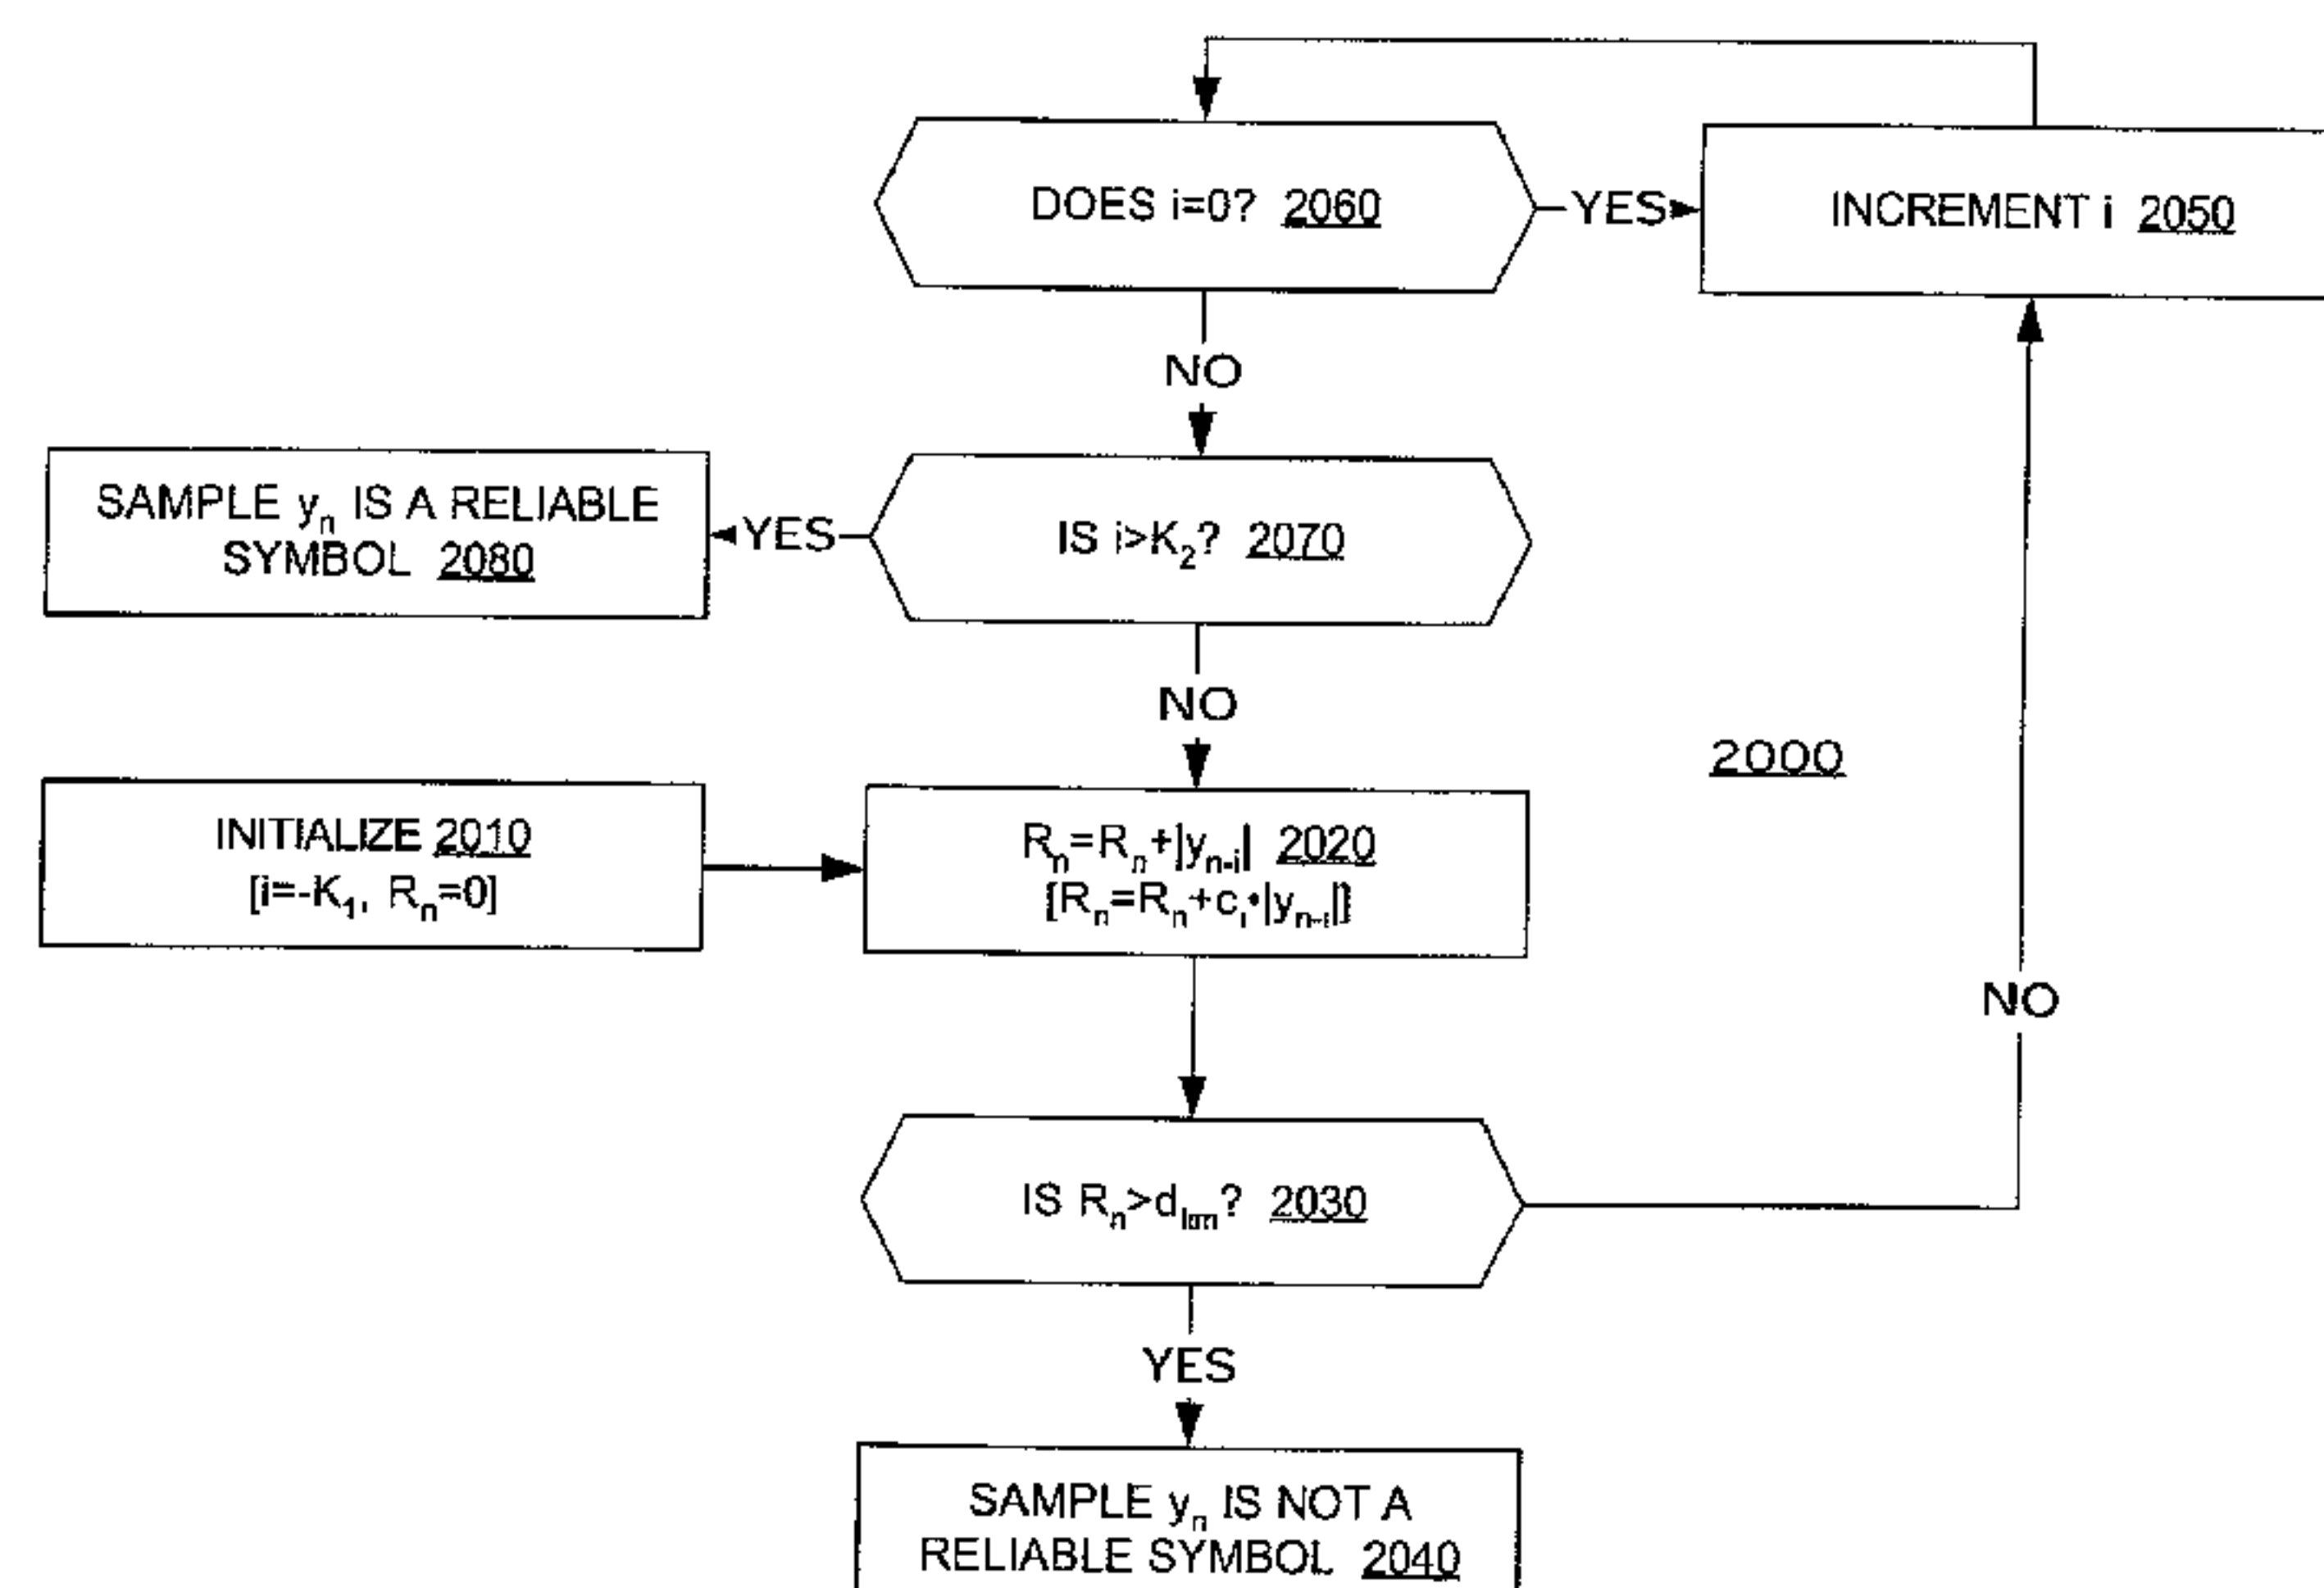 DOES i=0? 2060
YES
INCREMENT i 2050
NO
SAMPLE yn IS A RELIABLE
SYMBOL 2080
YES
IS i>K2? 2070
NO
2000
INITIALIZE 2010
[i=-K1, Rn=0]
Rn=Rn+|yn-i| 2020
[Rn=Rn+ci•|yn-i|]
NO
IS Rn>dlim? 2030
YES
SAMPLE yn IS NOT A
RELIABLE SYMBOL 2040